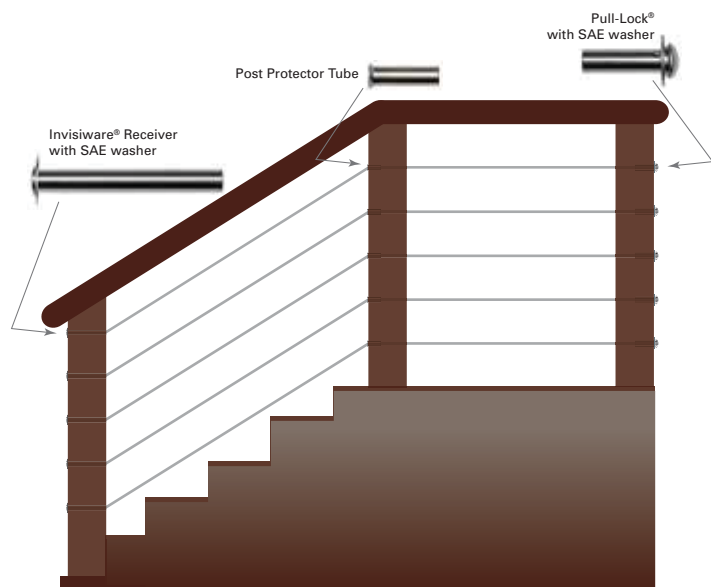 Pull-Lock®
with SAE washer
Post Protector Tube
Invisiware® Receiver
with SAE washer